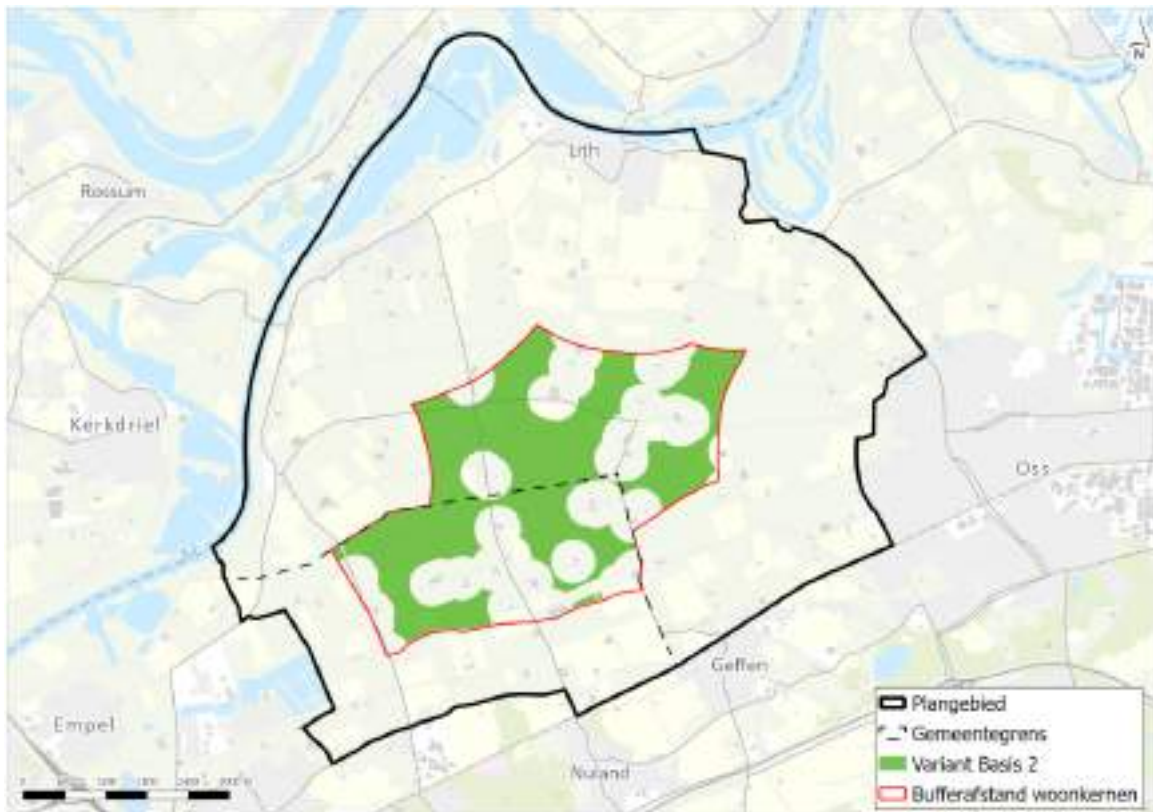 N
Lith
Rossum
Kerkdriel
Oss
Geffen
Empel
Nuland
Plangebied
Gemeentegrens
Variant Basis 2
Bufferafstand woonkernen